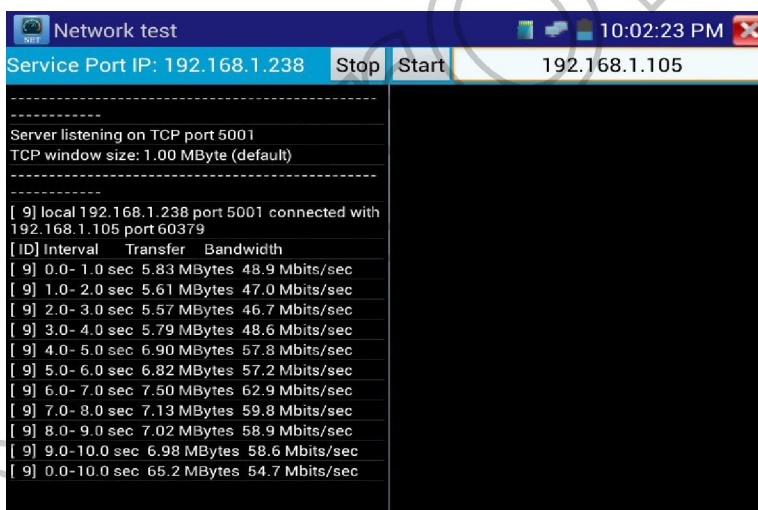 NET
Network test
10:02:23 PM
Service Port IP: 192.168.1.238
Stop
Start
192.168.1.105
-----------------------------------------------
------------
Server listening on TCP port 5001
TCP window size: 1.00 MByte (default)
-----------------------------------------------
------------
[ 9] local 192.168.1.238 port 5001 connected with
192.168.1.105 port 60379
[ID] Interval Transfer Bandwidth
[ 9] 0.0- 1.0 sec 5.83 MBytes 48.9 Mbits/sec
[ 9] 1.0- 2.0 sec 5.61 MBytes 47.0 Mbits/sec
[ 9] 2.0- 3.0 sec 5.57 MBytes 46.7 Mbits/sec
[ 9] 3.0- 4.0 sec 5.79 MBytes 48.6 Mbits/sec
[ 9] 4.0- 5.0 sec 6.90 MBytes 57.8 Mbits/sec
[ 9] 5.0- 6.0 sec 6.82 MBytes 57.2 Mbits/sec
[ 9] 6.0- 7.0 sec 7.50 MBytes 62.9 Mbits/sec
[ 9] 7.0- 8.0 sec 7.13 MBytes 59.8 Mbits/sec
[ 9] 8.0- 9.0 sec 7.02 MBytes 58.9 Mbits/sec
[ 9] 9.0-10.0 sec 6.98 MBytes 58.6 Mbits/sec
[ 9] 0.0-10.0 sec 65.2 MBytes 54.7 Mbits/sec